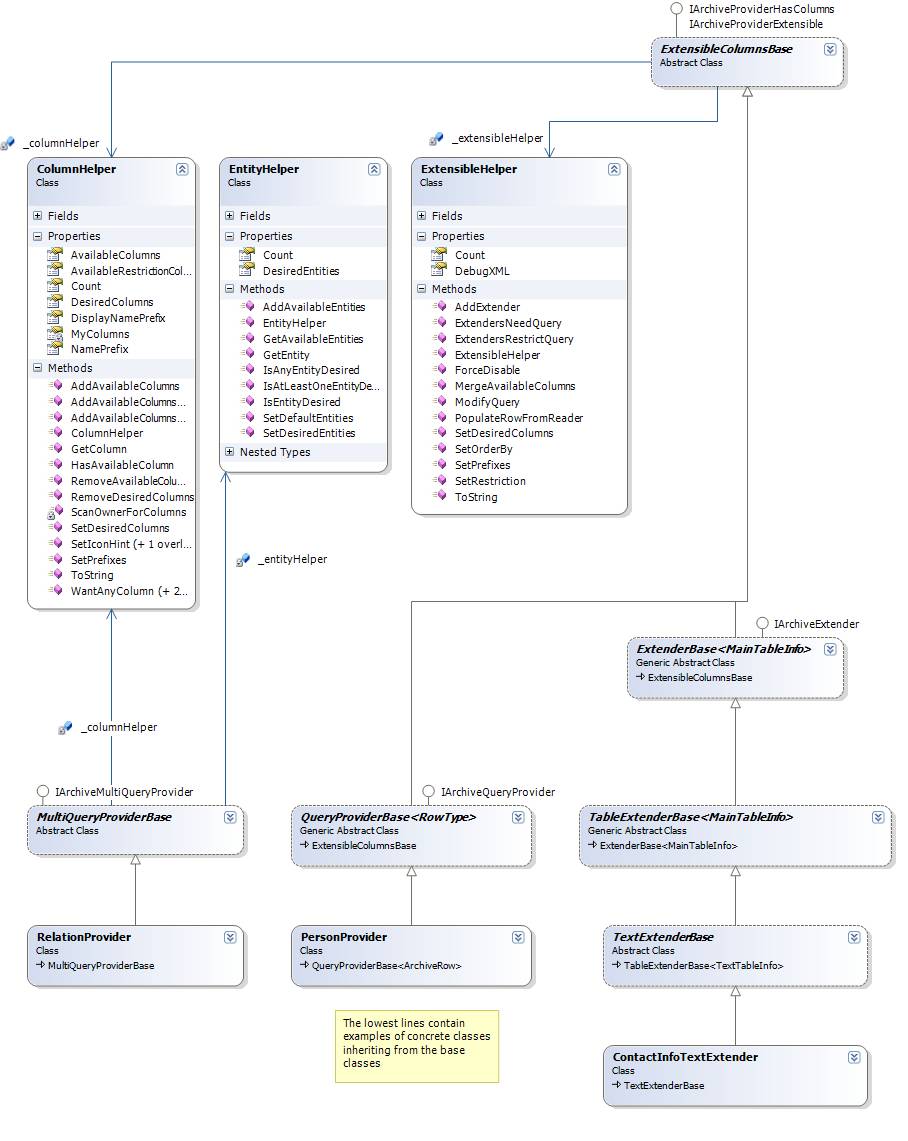 IArchiveProviderHasColumns
IArchiveProviderExtensible
ExtensibleColumnsBase
Abstract Class
_columnHelper
_extensibleHelper
ColumnHelper
Class
Fields
Properties
AvailableColumns
AvailableRestrictionCol...
Count
DesiredColumns
DisplayNamePrefix
MyColumns
NamePrefix
Methods
AddAvailableColumns
AddAvailableColumns...
AddAvailableColumns...
ColumnHelper
GetColumn
HasAvailableColumn
RemoveAvailableColu...
RemoveDesiredColumns
ScanOwnerForColumns
SetDesiredColumns
SetIconHint (+ 1 overl...
SetPrefixes
ToString
WantAnyColumn (+ 2...
EntityHelper
Class
Fields
Properties
Count
DesiredEntities
Methods
AddAvailableEntities
EntityHelper
GetAvailableEntities
GetEntity
IsAnyEntityDesired
IsAtLeastOneEntityDe...
IsEntityDesired
SetDefaultEntities
SetDesiredEntities
Nested Types
ExtensibleHelper
Class
Fields
Properties
Count
DebugXML
Methods
AddExtender
ExtendersNeedQuery
ExtendersRestrictQuery
ExtensibleHelper
ForceDisable
MergeAvailableColumns
ModifyQuery
PopulateRowFromReader
SetDesiredColumns
SetOrderBy
SetPrefixes
SetRestriction
ToString
_entityHelper
IArchiveExtender
ExtenderBase<MainTableInfo>
Generic Abstract Class
ExtensibleColumnsBase
_columnHelper
IArchiveMultiQueryProvider
MultiQueryProviderBase
Abstract Class
IArchiveQueryProvider
QueryProviderBase<RowType>
Generic Abstract Class
ExtensibleColumnsBase
TableExtenderBase<MainTableInfo>
Generic Abstract Class
ExtenderBase<MainTableInfo>
RelationProvider
Class
MultiQueryProviderBase
PersonProvider
Class
QueryProviderBase<ArchiveRow>
TextExtenderBase
Abstract Class
TableExtenderBase<TextTableInfo>
The lowest lines contain
examples of concrete classes
inheriting from the base
classes
ContactInfoTextExtender
Class
TextExtenderBase